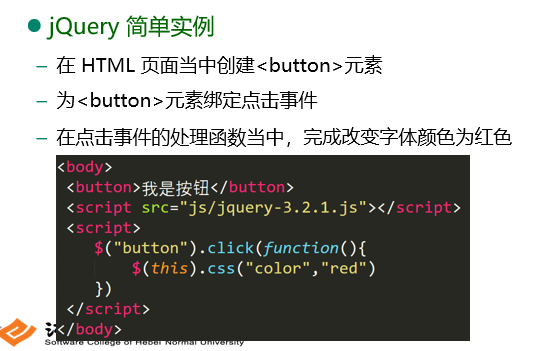 jQuery 简单实例
– 在 HTML 页面当中创建<button>元素
– 为<button>元素绑定点击事件
– 在点击事件的处理函数当中，完成改变字体颜色为红色
<body>
<button>我是按钮</button>
<script src="js/jquery-3.2.1.js"></script>
<script>
$("button").click(function(){
$(this).css("color","red")
})
</script>
</body>
Software College of Hebei Normal University